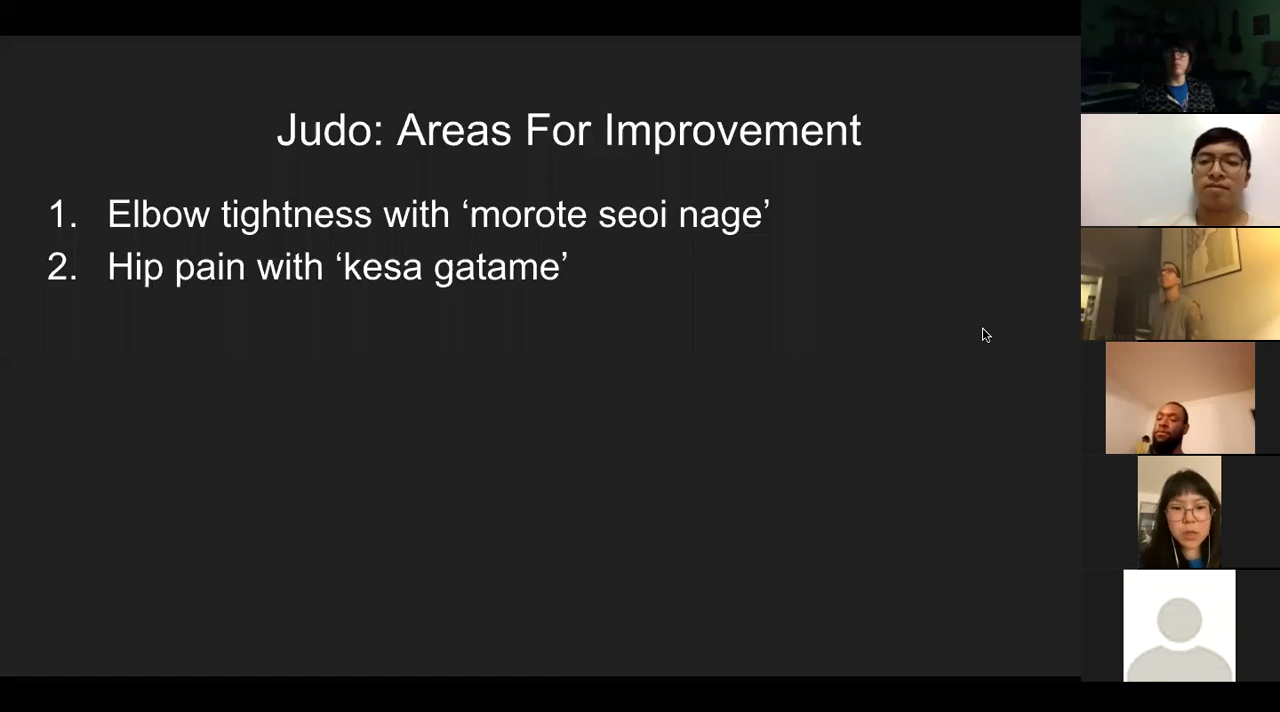 Judo: Areas For Improvement
1. Elbow tightness with ‘morote seoi nage’
2. Hip pain with ‘kesa gatame’